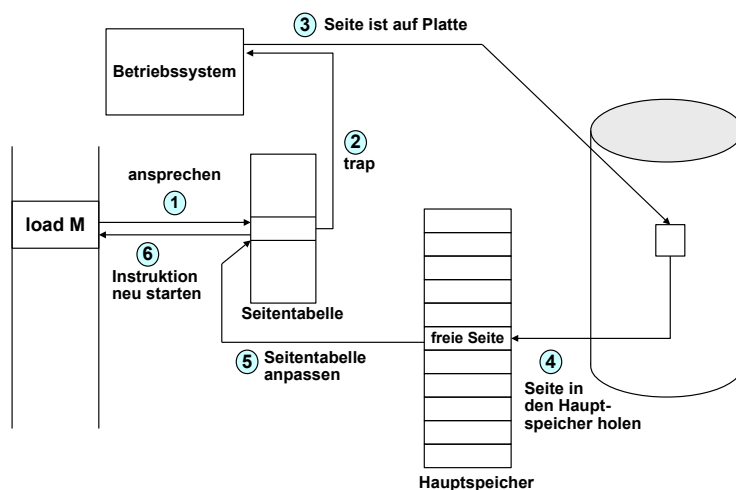 3 Seite ist auf Platte
Betriebssystem
2
trap
ansprechen
1
load M
6
Instruktion
neu starten
Seitentabelle
freie Seite
5 Seitentabelle
anpassen
4
Seite in
den Haupt-
speicher holen
Hauptspeicher